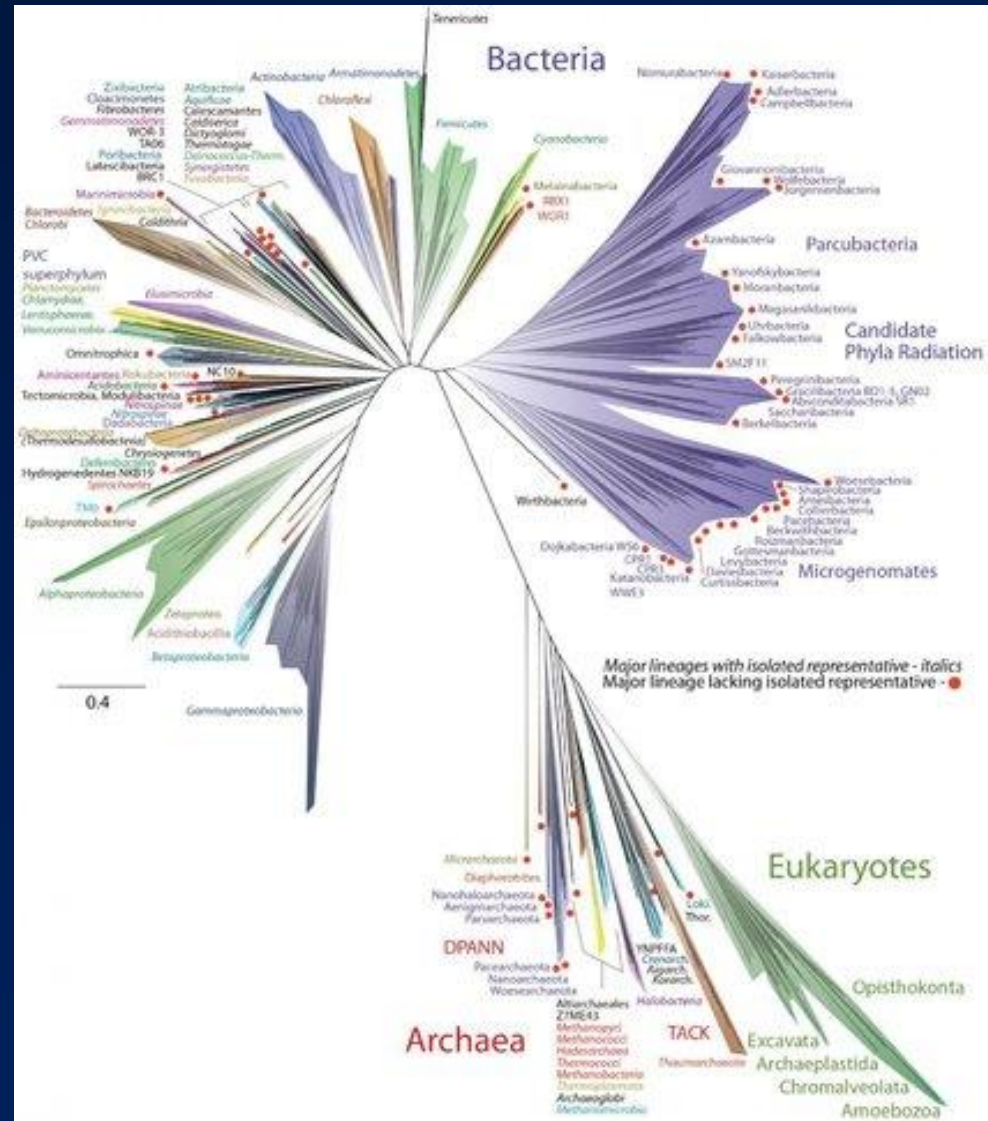 Tenericutes
Bacteria
Nomurabacteria
Kaiserbacteria
Adlerbacteria
Campbellbacteria
Actinobacteria
Armatimonadetes
Zixibacteria
Cloacimonetes
Fibrobacteres
Gemmatimonadetes
WOR-3
TA06
Poribacteria
Latescibacteria
BRC1
Atribacteria
Aquificae
Calescamantes
Caldiserica
Dictyoglomi
Thermotogae
Deinococcus-Therm.
Synergistetes
Fusobacteria
Chloroflexi
Firmicutes
Cyanobacteria
Melainabacteria
RBX1
WOR1
Giovannonibacteria
Wolfebacteria
Jorgensenbacteria
Marinimicrobia
Bacteroidetes
Ignavibacteria
Chlorobi
Caldithrix
Azambacteria
Parcubacteria
PVC
superphylum
Planctomycetes
Chlamydiae,
Lentisphaerae,
Verrucomicrobia
Elusimicrobia
Yanofskybacteria
Moranbacteria
Magasanikbacteria
Uhrbacteria
Falkowbacteria
Candidate
Phyla Radiation
SM2F11
Omnitrophica
Aminicentantes
Rokubacteria
NC10
Acidobacteria
Tectomicrobia, Modulibacteria
Nitrospinae
Nitrospirae
Dadabacteria
Deltaproteobacteria
(Thermodesulfobacteria)
Chrysiogenetes
Deferribacteres
Hydrogenedentes NKB19
Spirochaetes
TM6
Epsilonproteobacteria
Peregrinibacteria
Gracilibacteria BD1-5, GN02
Absconditabacteria SR1
Saccharibacteria
Berkelbacteria
Woesebacteria
Shapirobacteria
Amesbacteria
Collierbacteria
Pacebacteria
Beckwithbacteria
Roizmanbacteria
Gottesmanbacteria
Levybacteria
Daviesbacteria
Curtissbacteria
Microgenomates
Wirthbacteria
Dojkabacteria WS6
CPR1
CPR3
Katanobacteria
WWE3
Alphaproteobacteria
Zetaproteo.
Acidithiobacillia
Betaproteobacteria
Gammaproteobacteria
0.4
Major lineages with isolated representative - italics
Major lineage lacking isolated representative -
Micrarchaeota
Diapherotrites
Nanohaloarchaeota
Aenigmarchaeota
Parvarchaeota
DPANN
Pacearchaeota
Nanoarchaeota
Woesearchaeota
Archaea
Altiarchaeales
Z7ME43
Methanopyri
Methanococci
Hadesarchaea
Thermococci
Methanobacteria
Thermoplasmata
Archaeoglobi
Methanomicrobia
Halobacteria
YNPFFA
Crenarch.
Aigarch.
Korarch.
Loki.
Thor.
TACK
Thaumarchaeota
Eukaryotes
Opisthokonta
Excavata
Archaeplastida
Chromalveolata
Amoebozoa